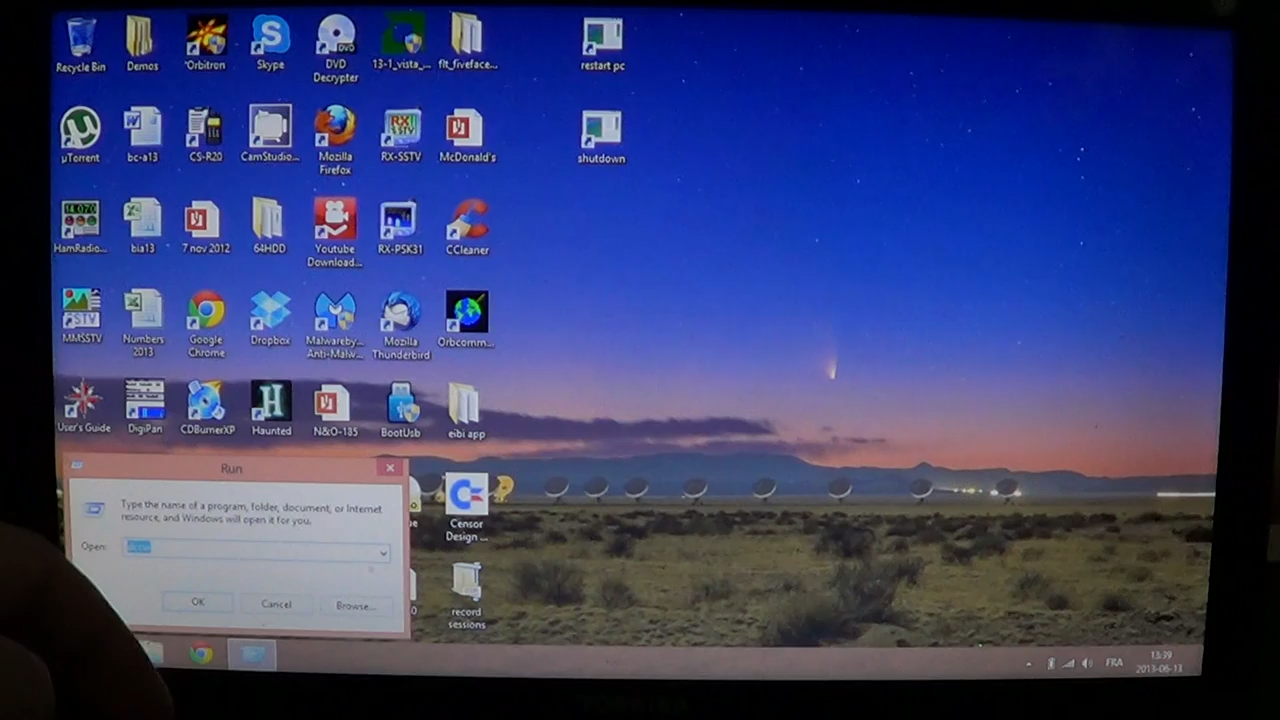 Recycle Bin
Demos
'Orbitron
Skype
DVD
Decrypter
13-1_vista_...
flt_fiveface...
restart pc
µTorrent
bc-a13
CS-R20
CamStudio...
Mozilla
Firefox
RX-SSTV
McDonald's
shutdown
HamRadio...
bia13
7 nov 2012
64HDD
Youtube
Download...
RX-PSK31
CCleaner
MMSSTV
Numbers
2013
Google
Chrome
Dropbox
Malwareby...
Anti-Malw...
Mozilla
Thunderbird
Orbcomm...
User's Guide
DigiPan
CDBurnerXP
Haunted
N&O-185
BootUsb
eibi app
Censor
Design ...
record
sessions
Run
Type the name of a program, folder, document, or Internet
resource, and Windows will open it for you.
Open:
OK
Cancel
Browse...
FRA
13:39
2013-06-13